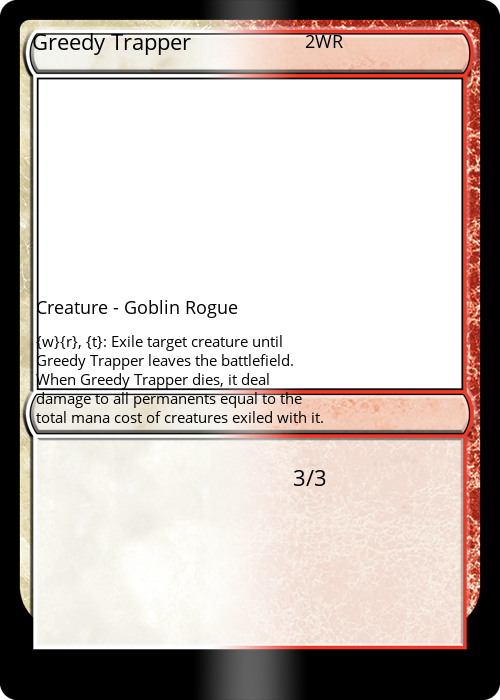 Greedy Trapper 2WR
Creature - Goblin Rogue
{w}{r}, {t}: Exile target creature until
Greedy Trapper leaves the battlefield.
When Greedy Trapper dies, it deal
damage to all permanents equal to the
total mana cost of creatures exiled with it.
3/3